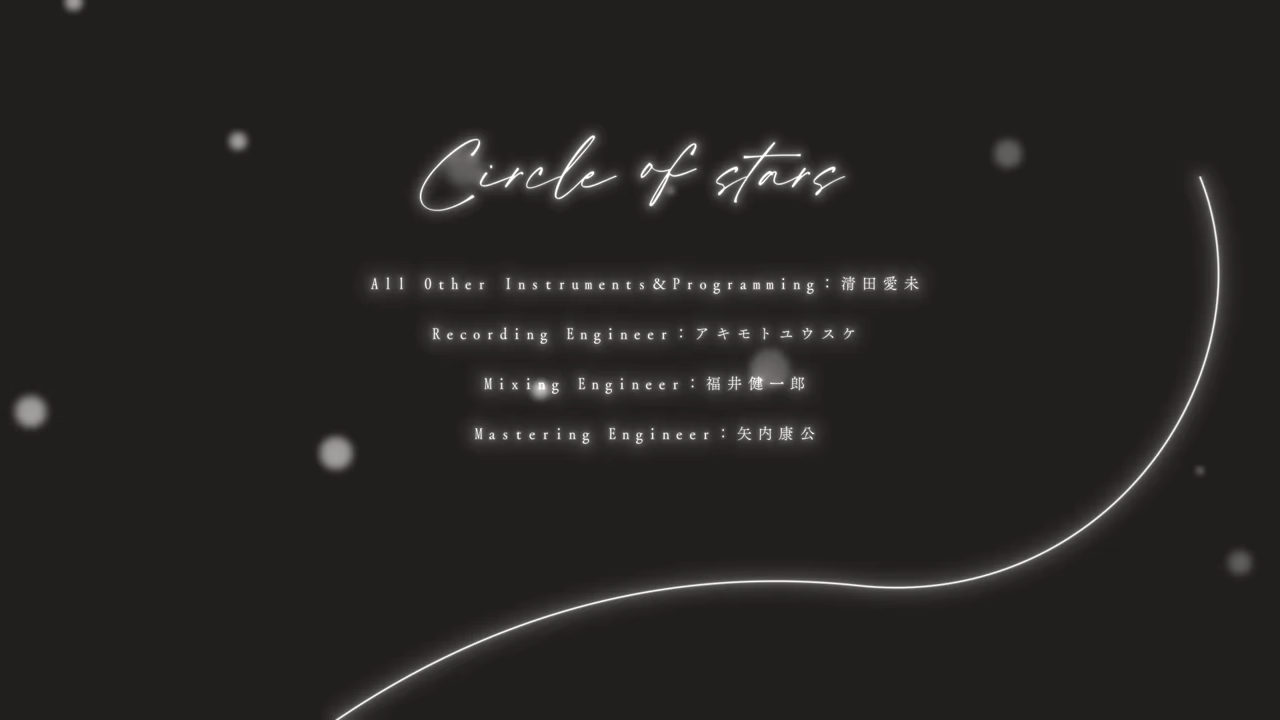 Circle of stars
All Other Instruments&Programming：清田愛未
Recording Engineer：アキモトユウスケ
Mixing Engineer：福井健一郎
Mastering Engineer：矢内康公